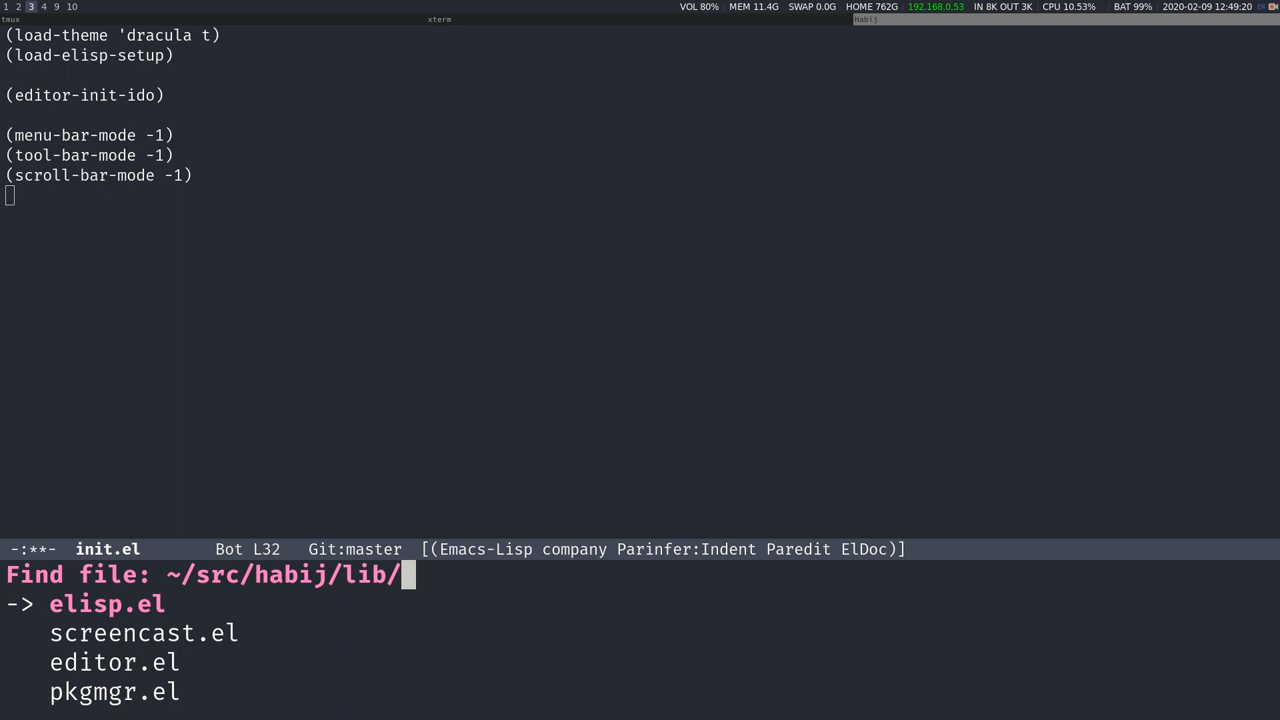 1 2 3 4 9 10 VOL 80% MEM 11.4G SWAP 0.0G HOME 762G 192.168.0.53 IN 8K OUT 3K CPU 10.53% BAT 99% 2020-02-09 12:49:20 EN
tmux xterm Habij
(load-theme 'dracula t)
(load-elisp-setup)
(editor-init-ido)
(menu-bar-mode -1)
(tool-bar-mode -1)
(scroll-bar-mode -1)
-:**- init.el Bot L32 Git:master [(Emacs-Lisp company Parinfer:Indent Paredit ElDoc)]
Find file: ~/src/habij/lib/
-> elisp.el
screencast.el
editor.el
pkgmgr.el